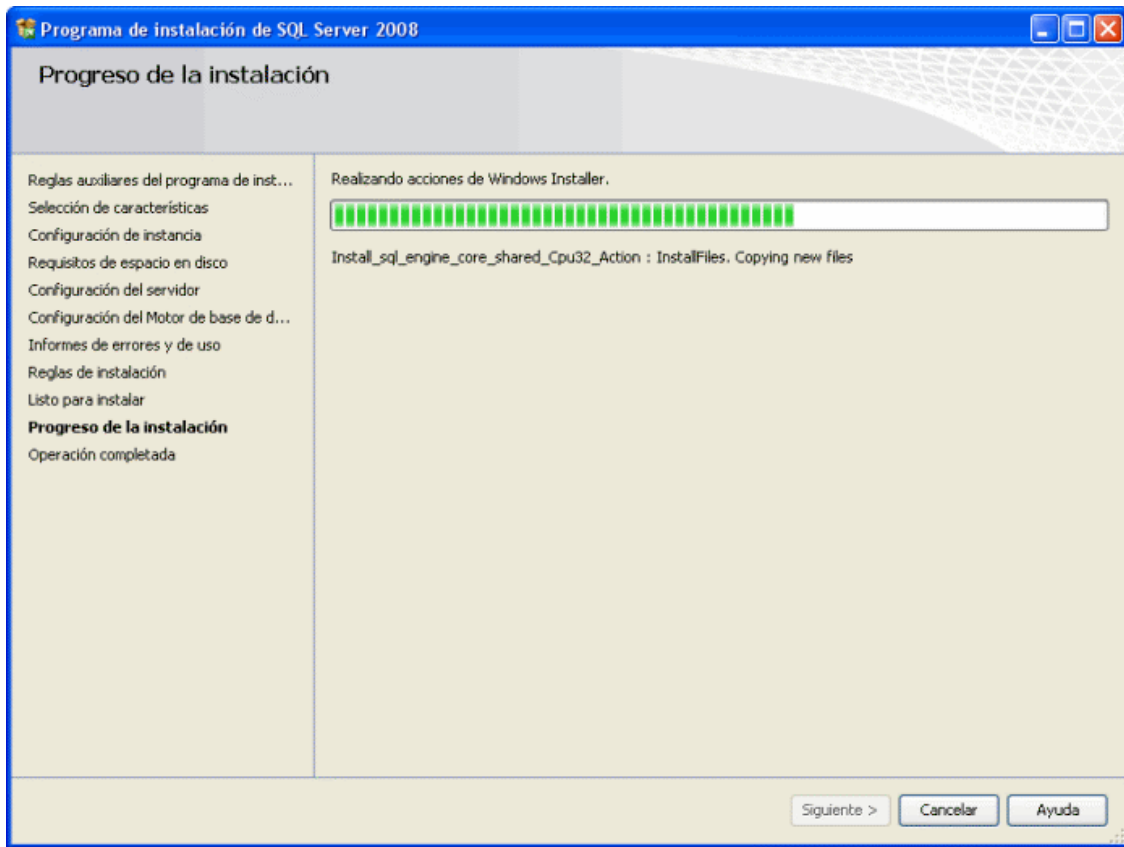 Programa de instalación de SQL Server 2008
Progreso de la instalación
Reglas auxiliares del programa de inst...
Selección de características
Configuración de instancia
Requisitos de espacio en disco
Configuración del servidor
Configuración del Motor de base de d...
Informes de errores y de uso
Reglas de instalación
Listo para instalar
Progreso de la instalación
Operación completada
Realizando acciones de Windows Installer.
Install_sql_engine_core_shared_Cpu32_Action : InstallFiles. Copying new files
Siguiente >
Cancelar
Ayuda